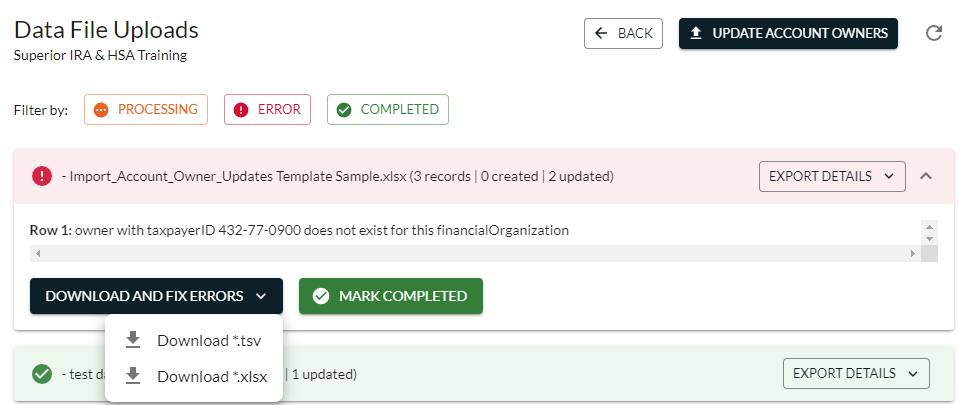 Data File Uploads
BACK
UPDATE ACCOUNT OWNERS
Superior IRA & HSA Training
Filter by:
PROCESSING
ERROR
COMPLETED
- Import_Account_Owner_Updates Template Sample.xlsx (3 records | 0 created | 2 updated)
EXPORT DETAILS
Row 1: owner with taxpayerID 432-77-0900 does not exist for this financialOrganization
DOWNLOAD AND FIX ERRORS
MARK COMPLETED
Download *.tsv
Download *.xlsx
- test | 1 updated)
EXPORT DETAILS